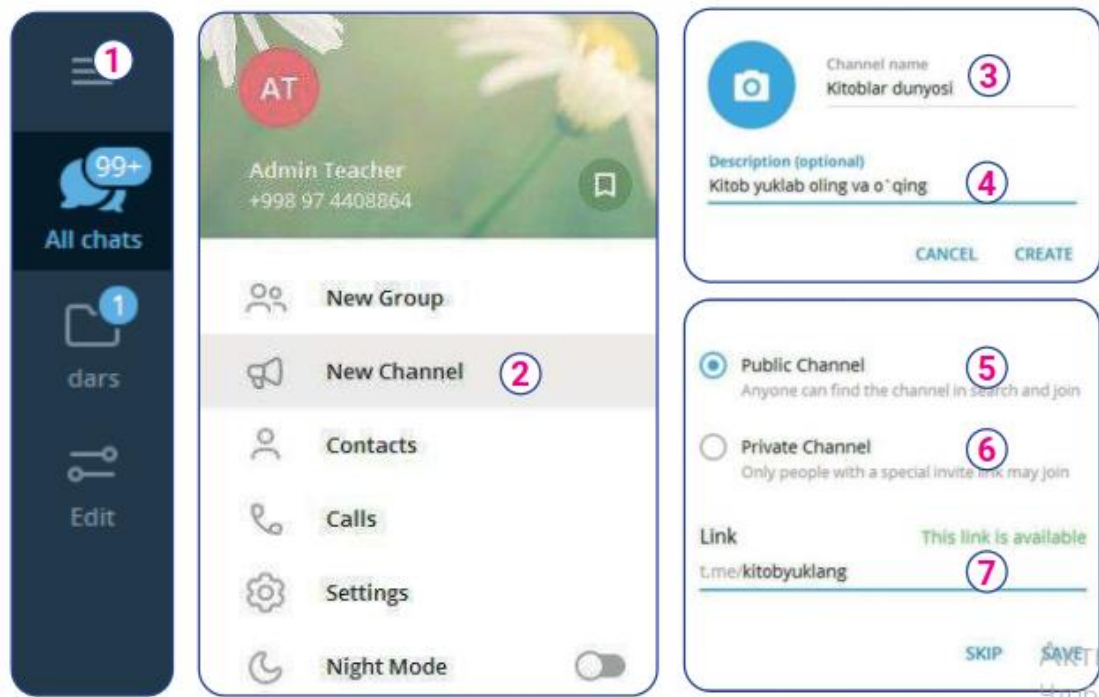 1
99+
All chats
1
dars
Edit
AT
Admin Teacher
+998 97 4408864
New Group
New Channel 2
Contacts
Calls
Settings
Night Mode
Channel name
Kitoblar dunyosi 3
Description (optional)
Kitob yuklab oling va o`qing 4
CANCEL CREATE
Public Channel 5
Anyone can find the channel in search and join
Private Channel 6
Only people with a special invite link may join
Link This link is available
t.me/kitobyuklang 7
SKIP SAVE